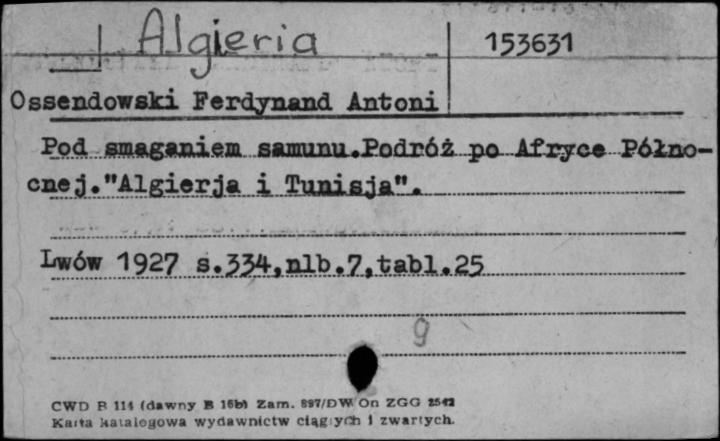 Algieria 153631
Ossendowski Ferdynand Antoni
Pod smaganiem samunu.Podróż po Afryce Półno-
cnej."Algierja i Tunisja".
Lwów 1927 s.334,nlb.7,tabl.25
9
CWD B 114 (dawny B 16b) Zam. 897/DW On ZGG 2542
Karta katalogowa wydawnictw ciągłych i zwartych.